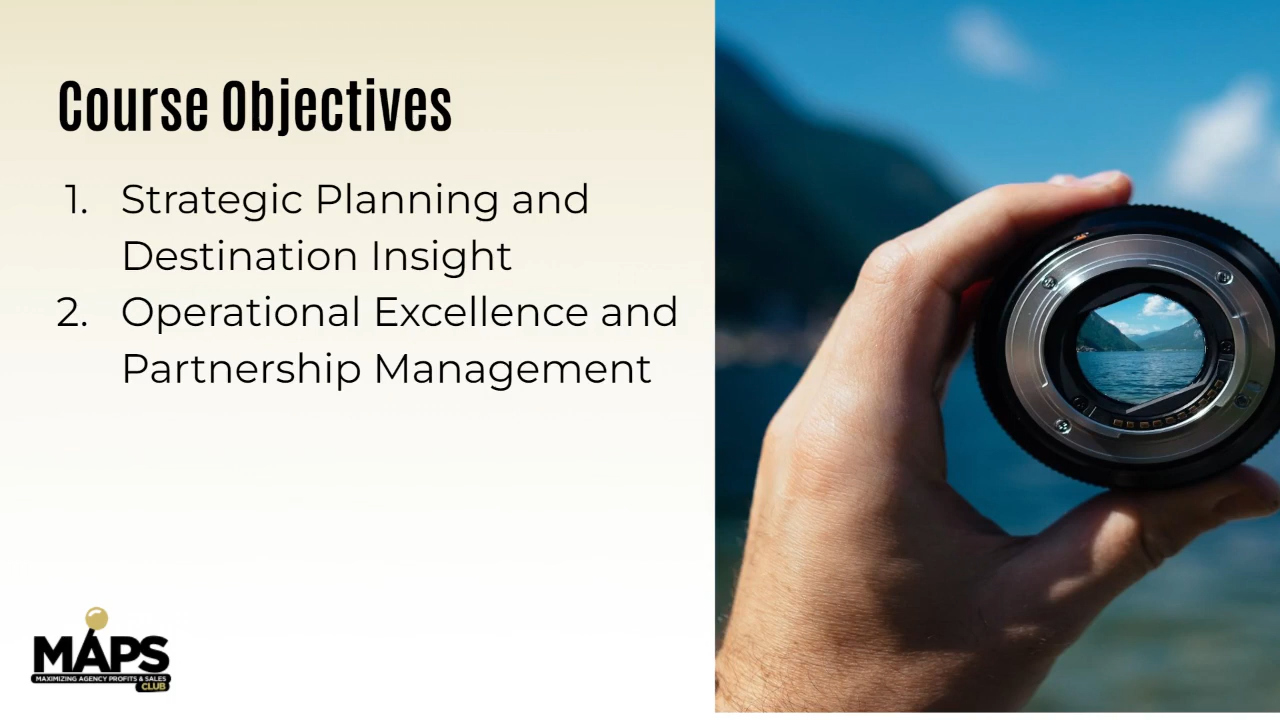 Course Objectives
1. Strategic Planning and
Destination Insight
2. Operational Excellence and
Partnership Management
MAPS
MAXIMIZING AGENCY PROFITS & SALES
CLUB